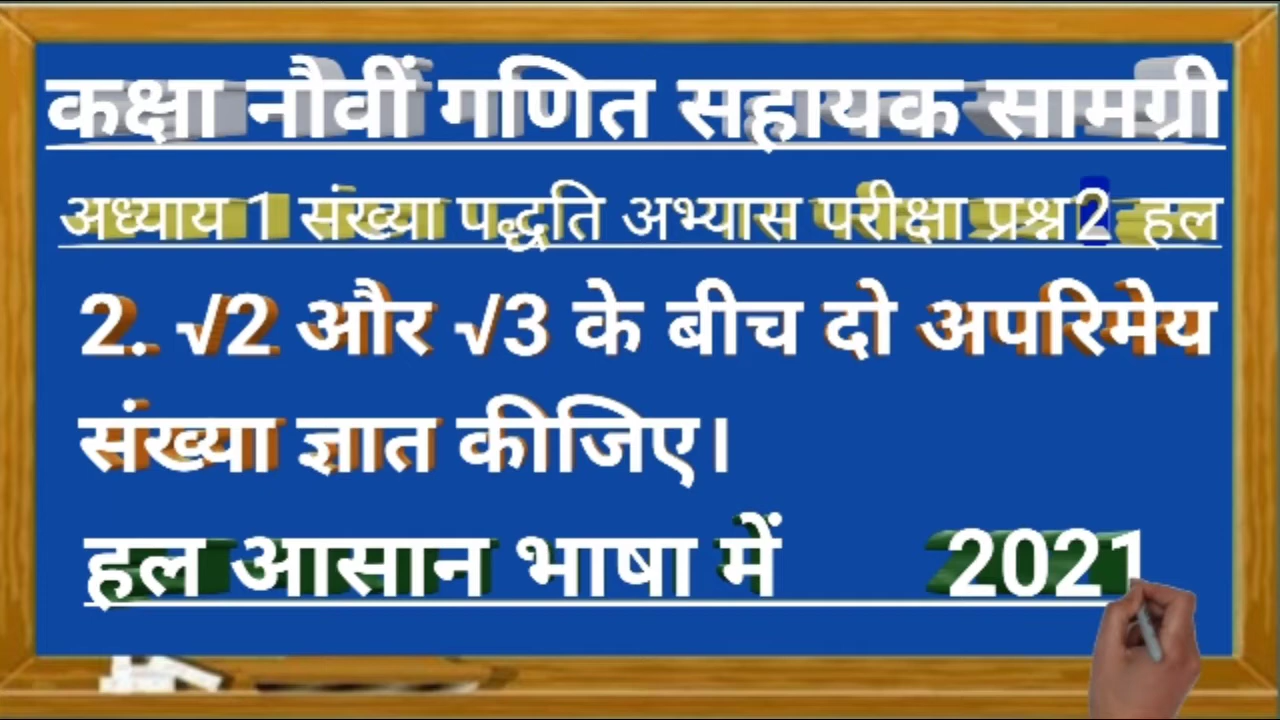 कक्षा नौवीं गणित सहायक सामग्री
अध्याय 1 संख्या पद्धति अभ्यास परीक्षा प्रश्न 2 हल
2. √2 और √3 के बीच दो अपरिमेय
संख्या ज्ञात कीजिए।
हल आसान भाषा में 2021